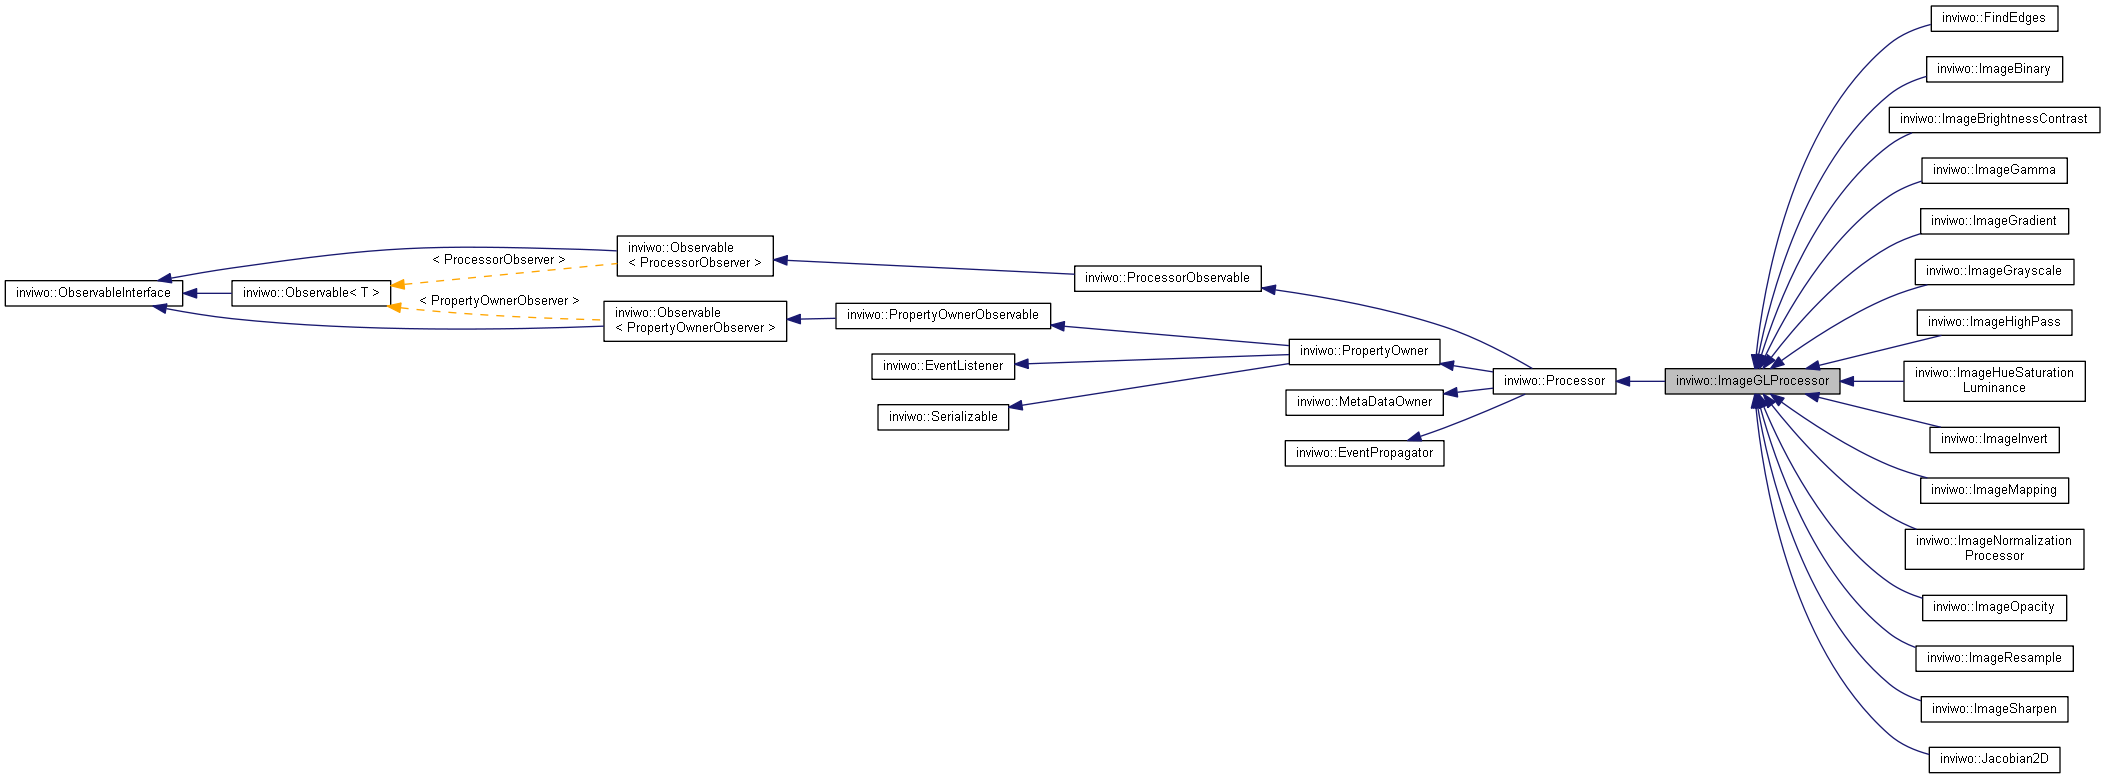 inviwo::FindEdges
inviwo::ImageBinary
inviwo::ImageBrightnessContrast
inviwo::ImageGamma
inviwo::ImageGradient
inviwo::Observable
< ProcessorObserver >
< ProcessorObserver >
inviwo::ImageGrayscale
inviwo::ProcessorObservable
inviwo::ObservableInterface
inviwo::Observable< T >
< PropertyOwnerObserver >
inviwo::Observable
< PropertyOwnerObserver >
inviwo::PropertyOwnerObservable
inviwo::ImageHighPass
inviwo::PropertyOwner
inviwo::EventListener
inviwo::ImageHueSaturation
Luminance
inviwo::Processor
inviwo::ImageGLProcessor
inviwo::MetaDataOwner
inviwo::Serializable
inviwo::ImageInvert
inviwo::EventPropagator
inviwo::ImageMapping
inviwo::ImageNormalization
Processor
inviwo::ImageOpacity
inviwo::ImageResample
inviwo::ImageSharpen
inviwo::Jacobian2D